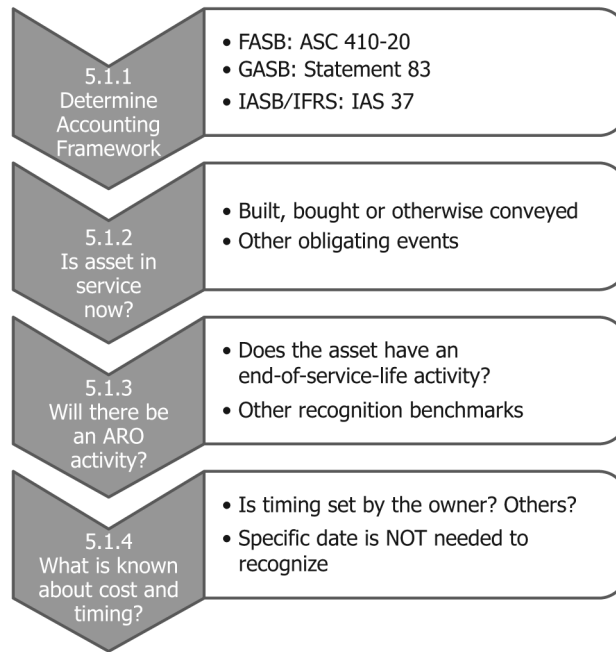 5.1.1
Determine
Accounting
Framework
• FASB: ASC 410-20
• GASB: Statement 83
• IASB/IFRS: IAS 37
5.1.2
Is asset in
service
now?
• Built, bought or otherwise conveyed
• Other obligating events
5.1.3
Will there be
an ARO
activity?
• Does the asset have an
end-of-service-life activity?
• Other recognition benchmarks
5.1.4
What is known
about cost and
timing?
• Is timing set by the owner? Others?
• Specific date is NOT needed to
recognize